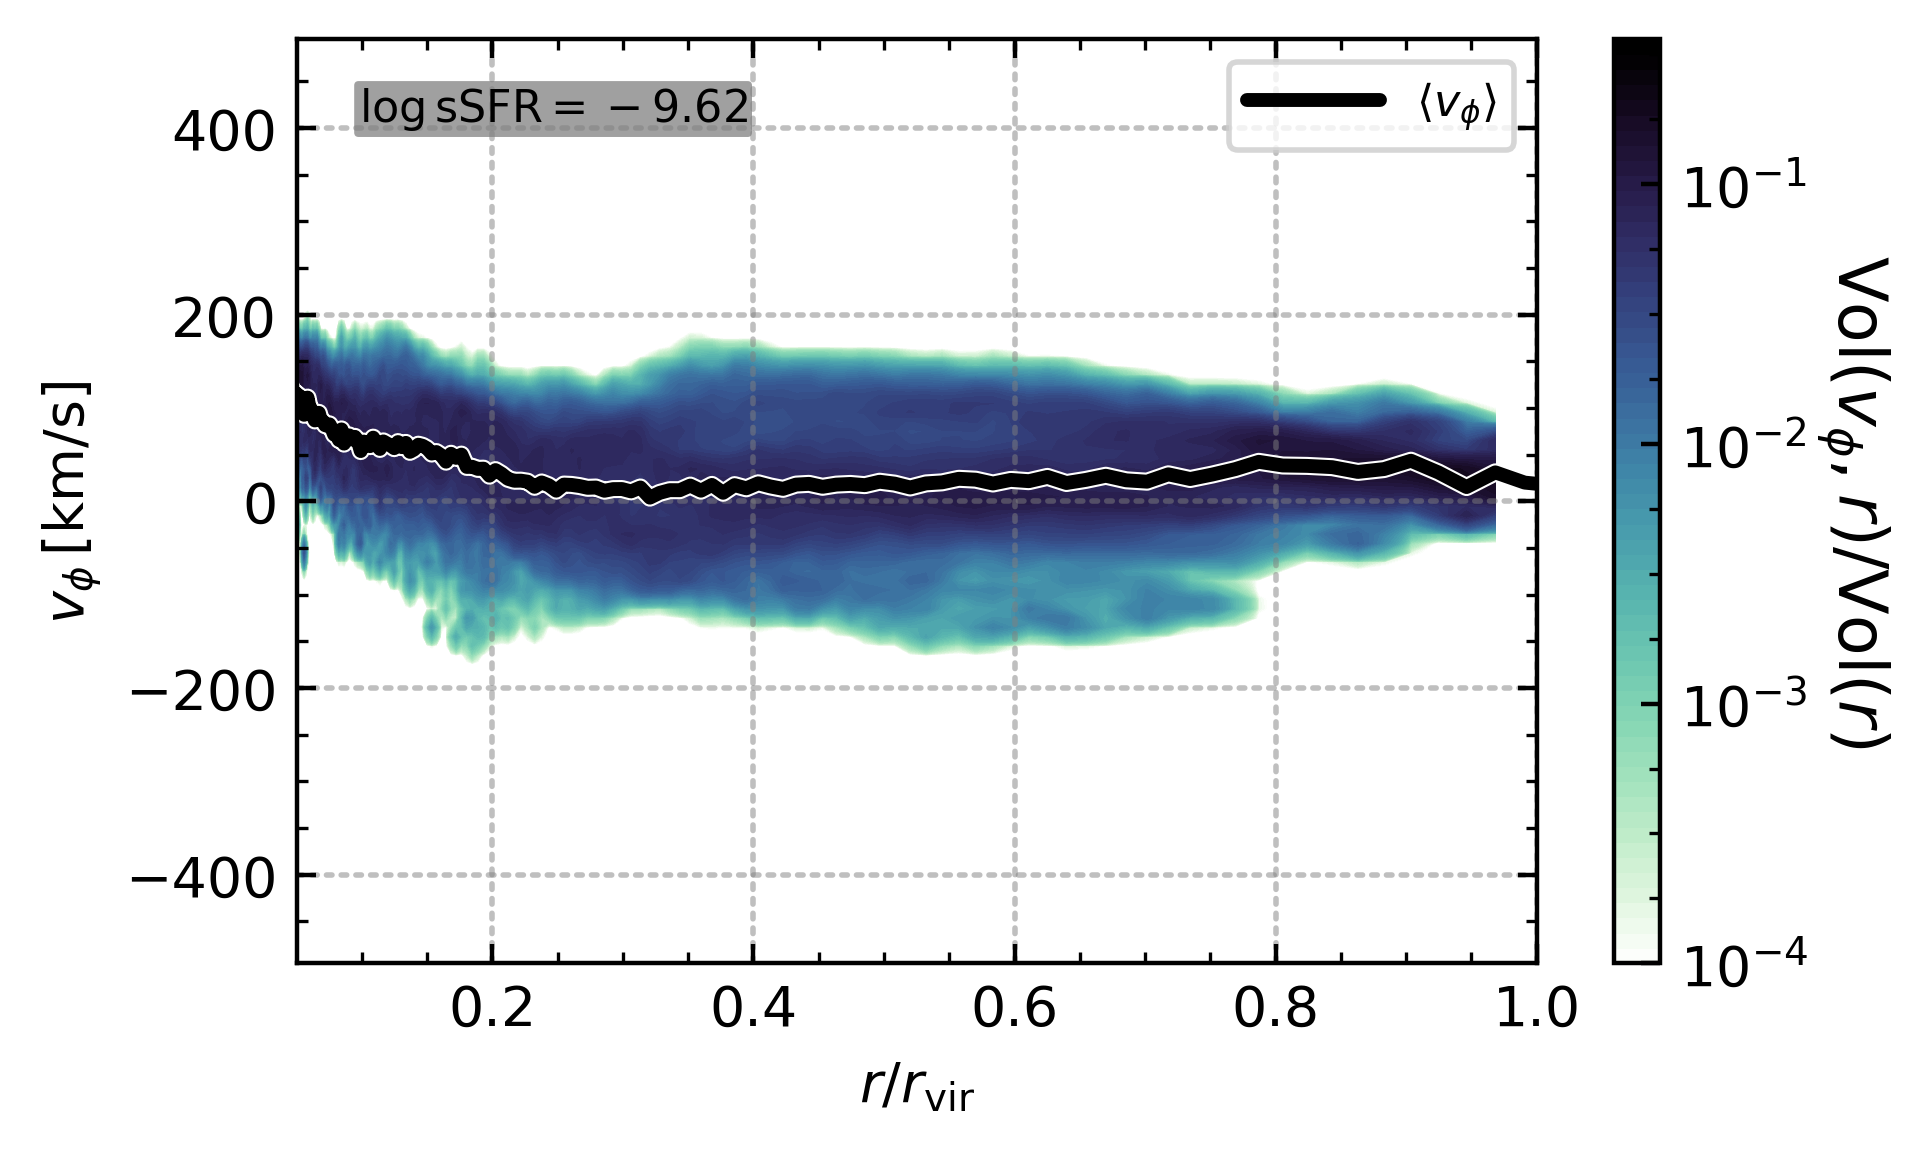 log sSFR = −9.62
⟨v_ϕ⟩
400
200
0
−200
−400
v_ϕ [km/s]
0.2 0.4 0.6 0.8 1.0
r/r_vir
10^−1
10^−2
10^−3
10^−4
Vol(v_ϕ, r)/Vol(r)